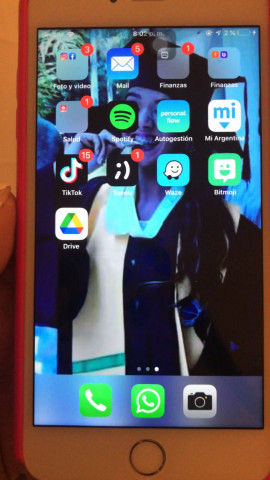 8:02 p. m.
2 %
3
5
1
Foto y video
Mail
Finanzas
Finanzas
1
personal
flow
mi
Salud
Spotify
Autogestión
Mi Argentina
15
1
TikTok
Waze
Bitmoji
Drive